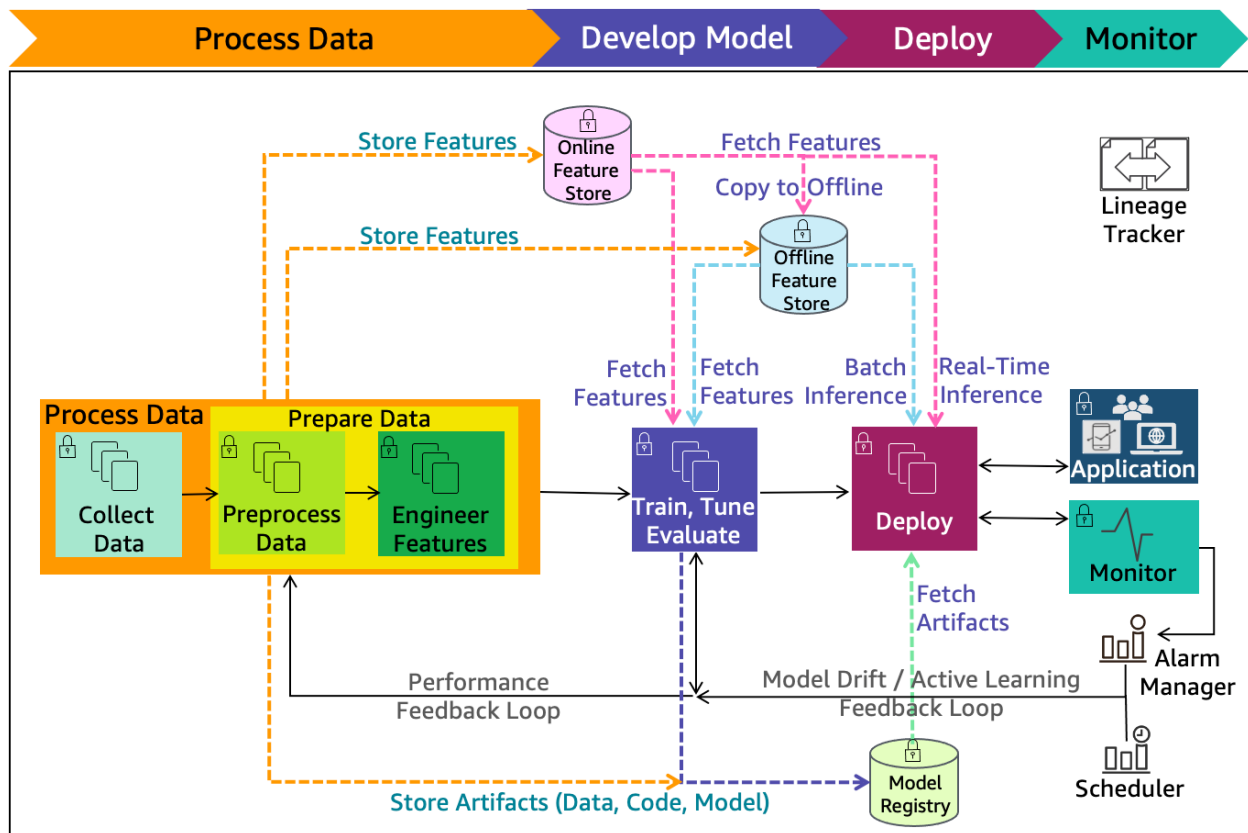 Process Data
Develop Model
Deploy
Monitor
Store Features
Online
Feature
Store
Fetch Features
Copy to Offline
Lineage
Tracker
Store Features
Offline
Feature
Store
Fetch
Features
Fetch
Features
Batch
Inference
Real-Time
Inference
Process Data
Prepare Data
Collect
Data
Preprocess
Data
Engineer
Features
Train, Tune
Evaluate
Deploy
Application
Monitor
Fetch
Artifacts
Alarm
Manager
Performance
Feedback Loop
Model Drift / Active Learning
Feedback Loop
Scheduler
Model
Registry
Store Artifacts (Data, Code, Model)